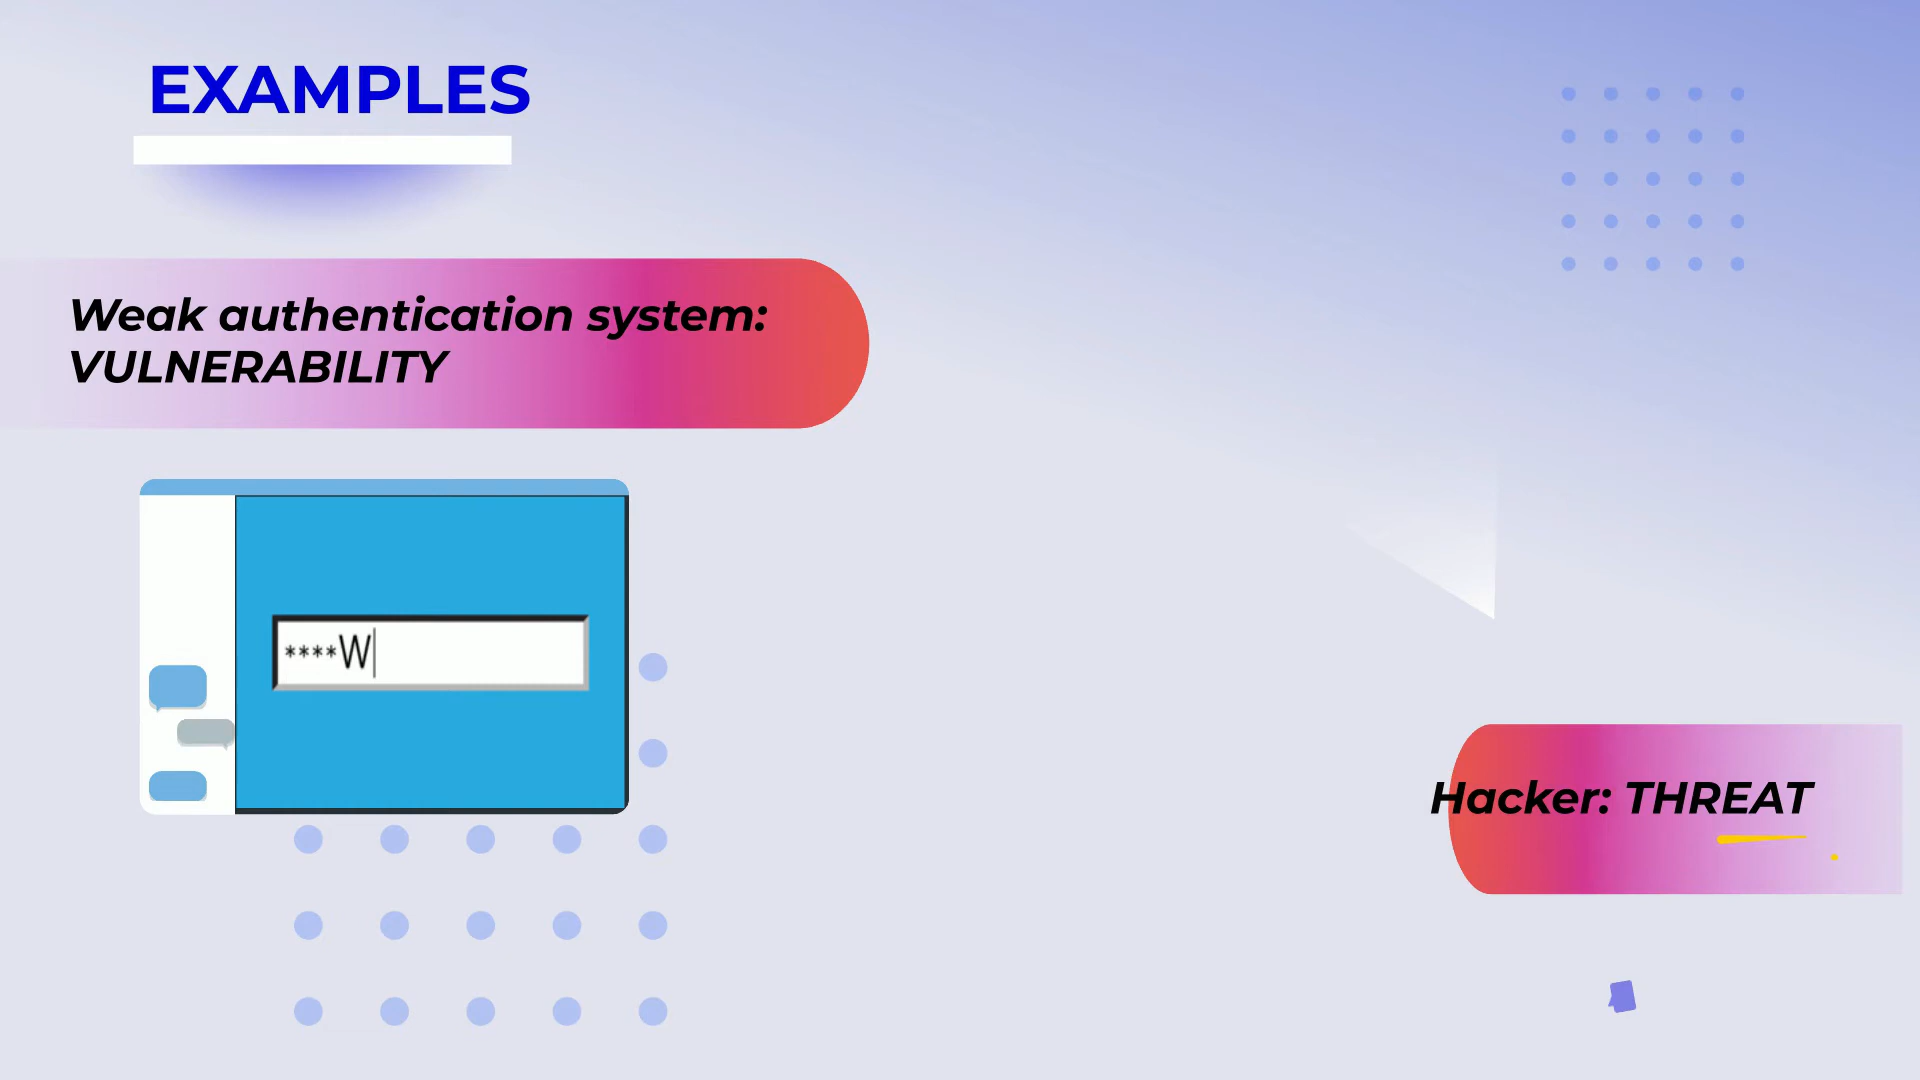 EXAMPLES
Weak authentication system:
VULNERABILITY
****W
Hacker: THREAT